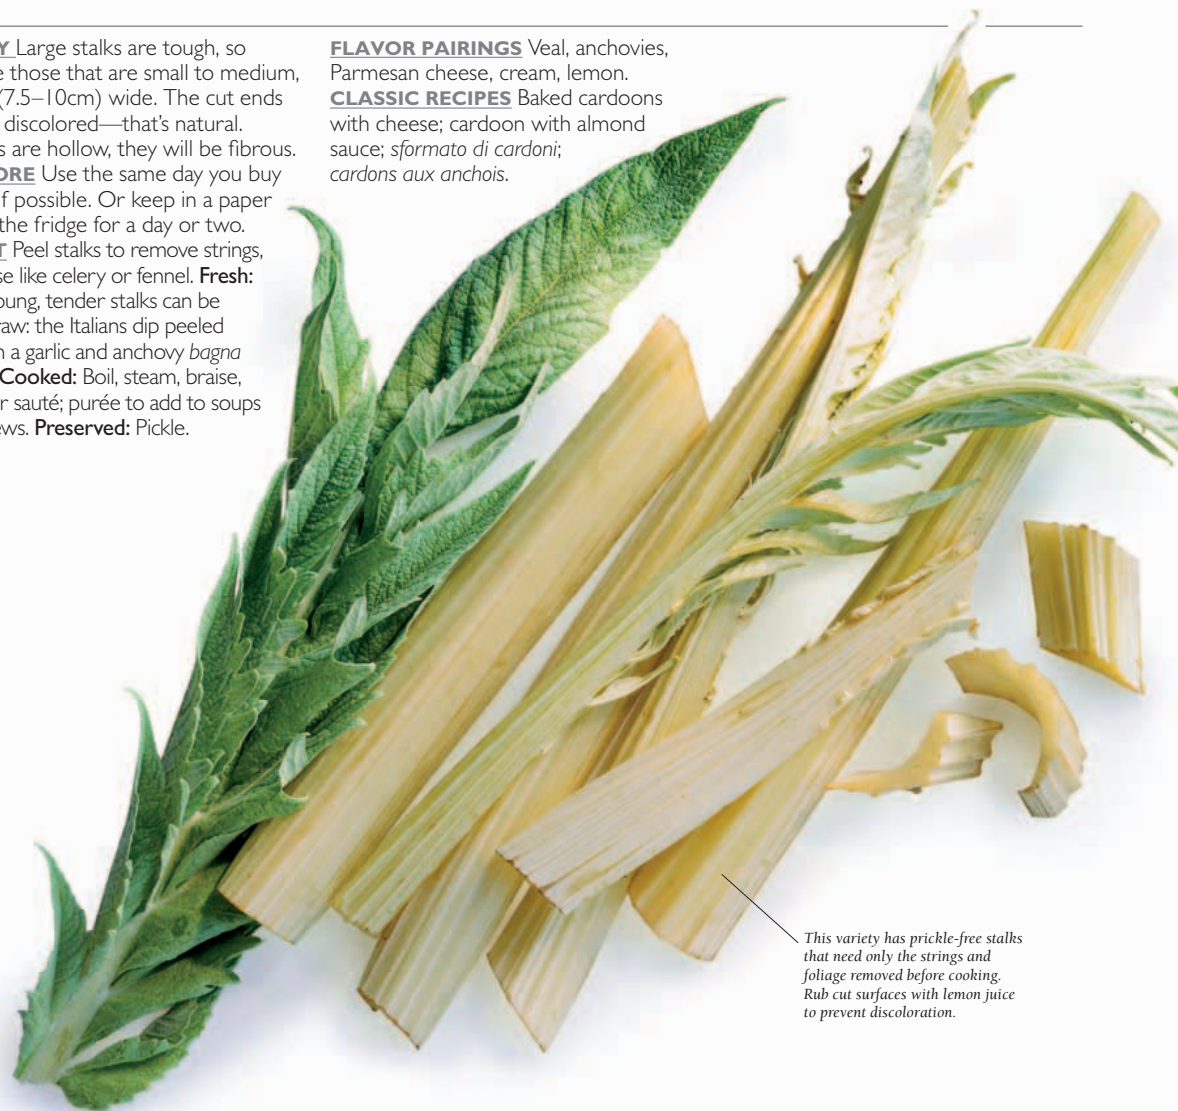 Y Large stalks are tough, so
e those that are small to medium,
(7.5–10cm) wide. The cut ends
discolored—that's natural.
s are hollow, they will be fibrous.
ORE Use the same day you buy
if possible. Or keep in a paper
the fridge for a day or two.
T Peel stalks to remove strings,
se like celery or fennel. Fresh:
oung, tender stalks can be
raw: the Italians dip peeled
n a garlic and anchovy bagna
Cooked: Boil, steam, braise,
r sauté; purée to add to soups
ews. Preserved: Pickle.
FLAVOR PAIRINGS Veal, anchovies,
Parmesan cheese, cream, lemon.
CLASSIC RECIPES Baked cardoons
with cheese; cardoon with almond
sauce; sformato di cardoni;
cardons aux anchois.
This variety has prickle-free stalks
that need only the strings and
foliage removed before cooking.
Rub cut surfaces with lemon juice
to prevent discoloration.